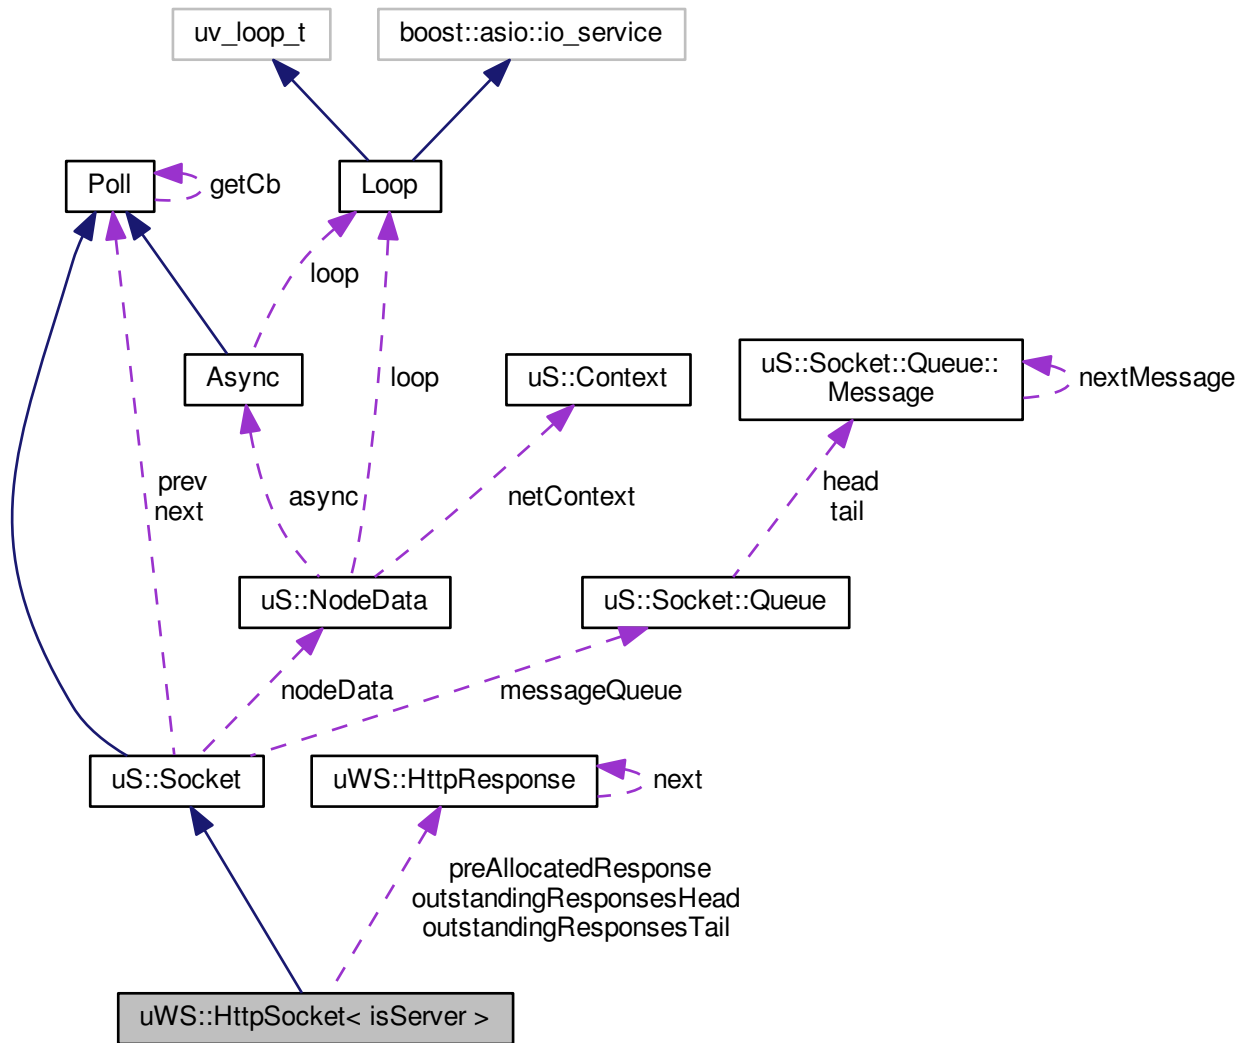 uv_loop_t
boost::asio::io_service
Poll
getCb
Loop
loop
Async
loop
uS::Context
uS::Socket::Queue::
Message
nextMessage
prev
next
async
netContext
head
tail
uS::NodeData
uS::Socket::Queue
nodeData
messageQueue
uS::Socket
uWS::HttpResponse
next
preAllocatedResponse
outstandingResponsesHead
outstandingResponsesTail
uWS::HttpSocket< isServer >